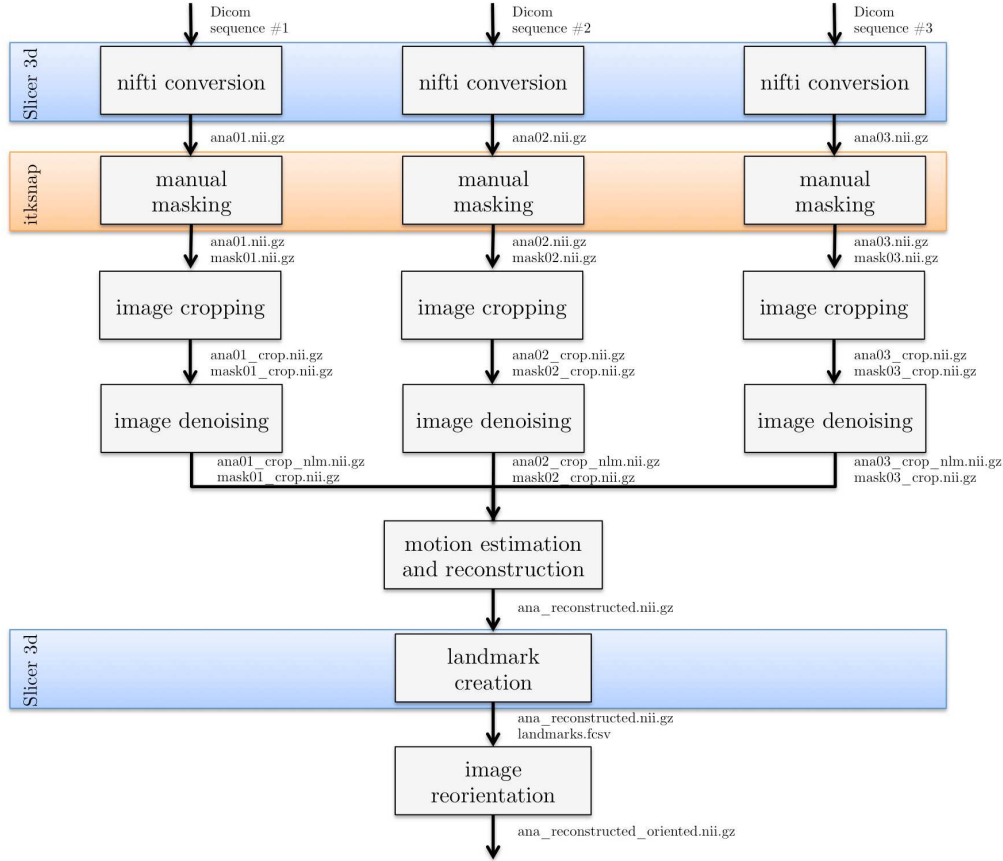 Dicom
sequence #1
Dicom
sequence #2
Dicom
sequence #3
Slicer 3d
nifti conversion
nifti conversion
nifti conversion
ana01.nii.gz
ana02.nii.gz
ana03.nii.gz
itksnap
manual
masking
manual
masking
manual
masking
ana01.nii.gz
mask01.nii.gz
ana02.nii.gz
mask02.nii.gz
ana03.nii.gz
mask03.nii.gz
image cropping
image cropping
image cropping
ana01_crop.nii.gz
mask01_crop.nii.gz
ana02_crop.nii.gz
mask02_crop.nii.gz
ana03_crop.nii.gz
mask03_crop.nii.gz
image denoising
image denoising
image denoising
ana01_crop_nlm.nii.gz
mask01_crop.nii.gz
ana02_crop_nlm.nii.gz
mask02_crop.nii.gz
ana03_crop_nlm.nii.gz
mask03_crop.nii.gz
motion estimation
and reconstruction
ana_reconstructed.nii.gz
Slicer 3d
landmark
creation
ana_reconstructed.nii.gz
landmarks.fcsv
image
reorientation
ana_reconstructed_oriented.nii.gz